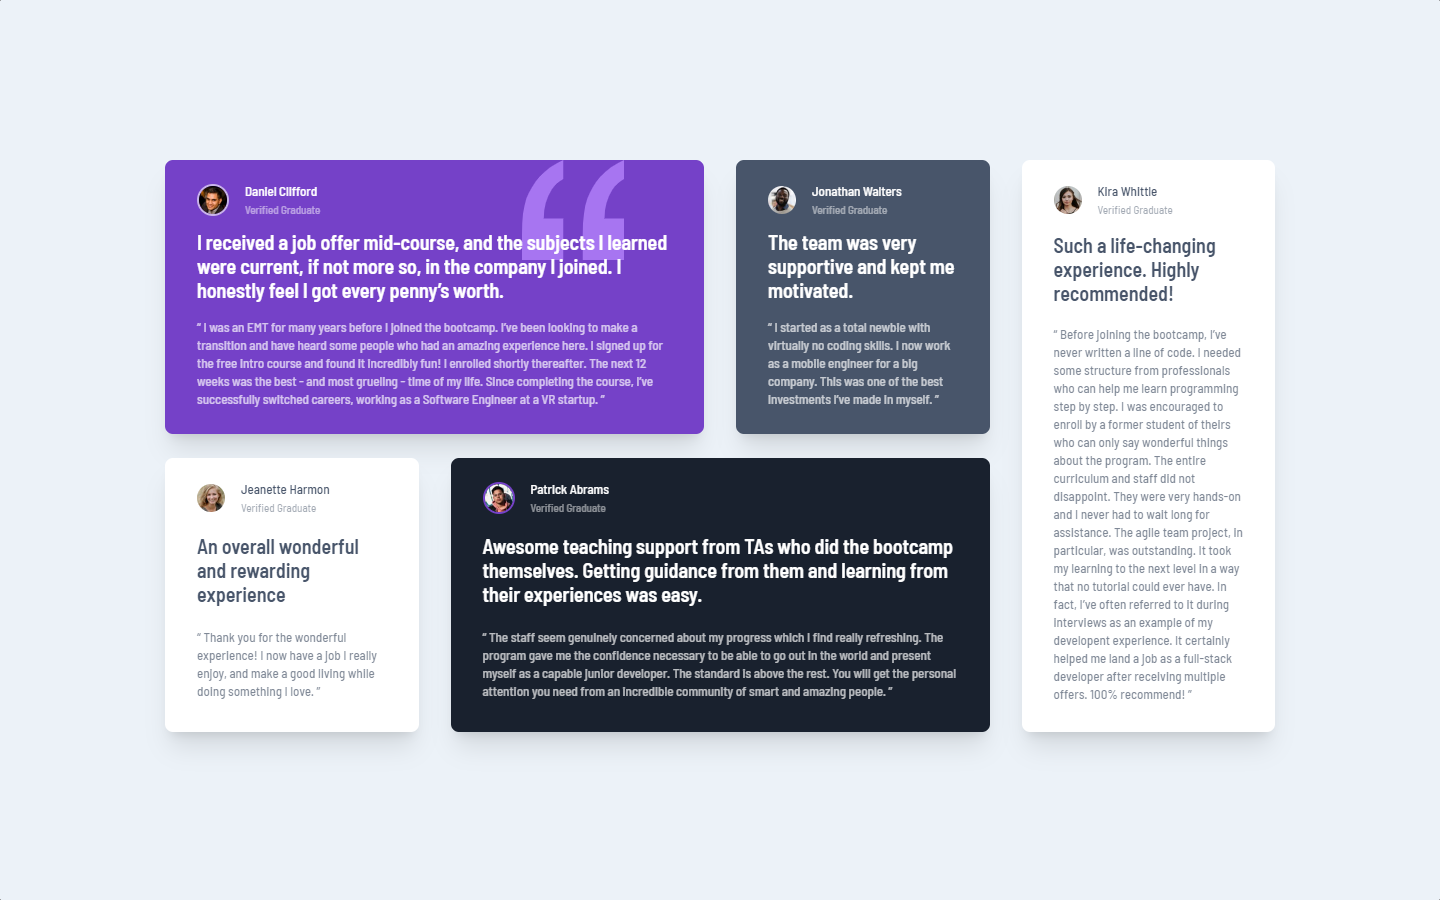 Daniel Clifford
Verified Graduate
I received a job offer mid-course, and the subjects I learned
were current, if not more so, in the company I joined. I
honestly feel I got every penny’s worth.
“ I was an EMT for many years before I joined the bootcamp. I’ve been looking to make a
transition and have heard some people who had an amazing experience here. I signed up for
the free intro course and found it incredibly fun! I enrolled shortly thereafter. The next 12
weeks was the best - and most grueling - time of my life. Since completing the course, I’ve
successfully switched careers, working as a Software Engineer at a VR startup. ”
Jonathan Walters
Verified Graduate
The team was very
supportive and kept me
motivated.
“ I started as a total newbie with
virtually no coding skills. I now work
as a mobile engineer for a big
company. This was one of the best
investments I’ve made in myself. ”
Kira Whittle
Verified Graduate
Such a life-changing
experience. Highly
recommended!
“ Before joining the bootcamp, I’ve
never written a line of code. I needed
some structure from professionals
who can help me learn programming
step by step. I was encouraged to
enroll by a former student of theirs
who can only say wonderful things
about the program. The entire
curriculum and staff did not
disappoint. They were very hands-on
and I never had to wait long for
assistance. The agile team project, in
particular, was outstanding. It took
my learning to the next level in a way
that no tutorial could ever have. In
fact, I’ve often referred to it during
interviews as an example of my
developent experience. It certainly
helped me land a job as a full-stack
developer after receiving multiple
offers. 100% recommend! ”
Jeanette Harmon
Verified Graduate
An overall wonderful
and rewarding
experience
“ Thank you for the wonderful
experience! I now have a job I really
enjoy, and make a good living while
doing something I love. ”
Patrick Abrams
Verified Graduate
Awesome teaching support from TAs who did the bootcamp
themselves. Getting guidance from them and learning from
their experiences was easy.
“ The staff seem genuinely concerned about my progress which I find really refreshing. The
program gave me the confidence necessary to be able to go out in the world and present
myself as a capable junior developer. The standard is above the rest. You will get the personal
attention you need from an incredible community of smart and amazing people. ”